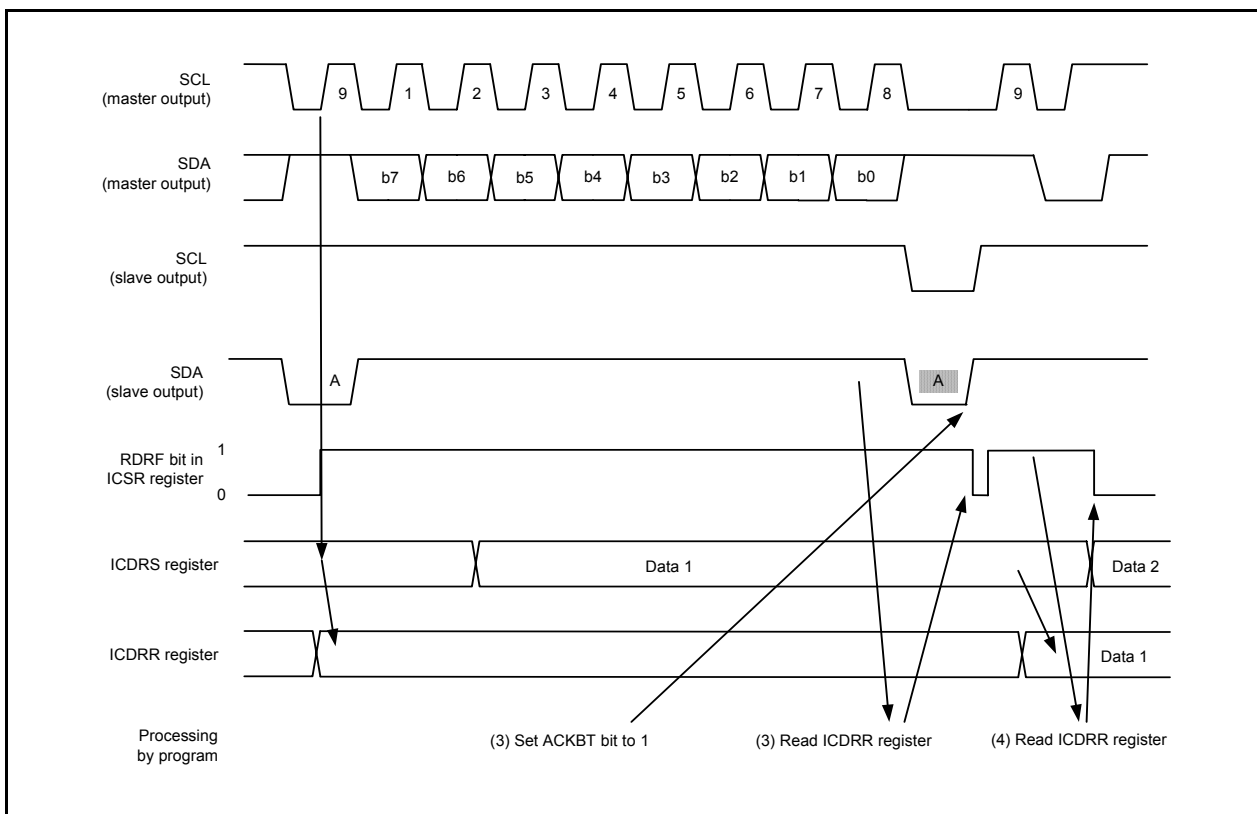 SCL
(master output)
9 1 2 3 4 5 6 7 8 9
SDA
(master output)
b7 b6 b5 b4 b3 b2 b1 b0
SCL
(slave output)
SDA
(slave output)
A A
RDRF bit in
ICSR register
1
0
ICDRS register
Data 1 Data 2
ICDRR register
Data 1
Processing
by program
(3) Set ACKBT bit to 1 (3) Read ICDRR register (4) Read ICDRR register